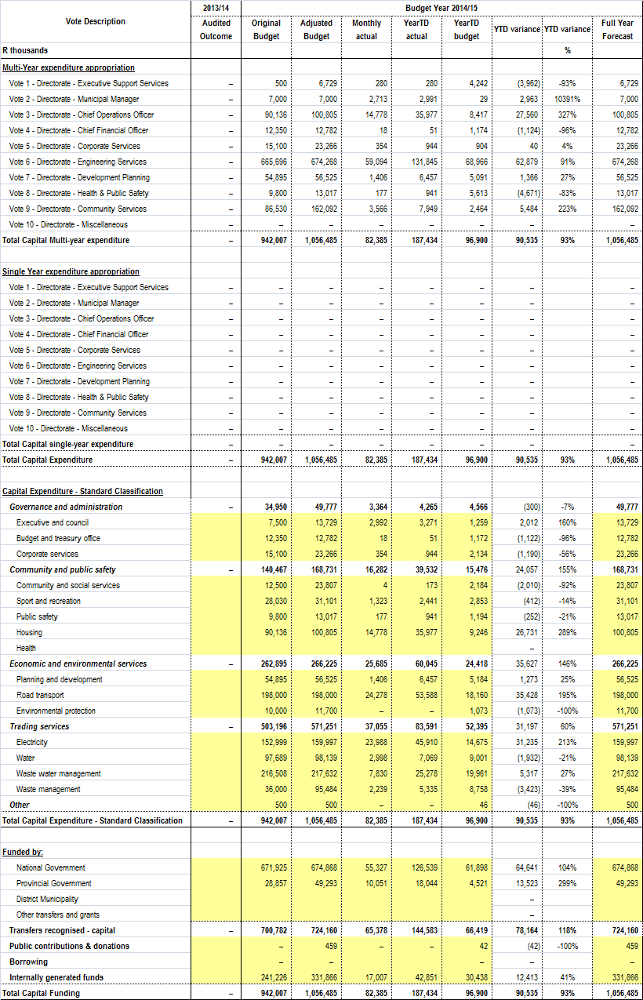 2013/14 Budget Year 2014/15
Vote Description Audited Outcome Original Budget Adjusted Budget Monthly actual YearTD actual YearTD budget YTD variance YTD variance Full Year Forecast
R thousands %
Multi-Year expenditure appropriation
Vote 1 - Directorate - Executive Support Services – 500 6,729 280 280 4,242 (3,962) -93% 6,729
Vote 2 - Directorate - Municipal Manager – 7,000 7,000 2,713 2,991 29 2,963 10391% 7,000
Vote 3 - Directorate - Chief Operations Officer – 90,136 100,805 14,778 35,977 8,417 27,560 327% 100,805
Vote 4 - Directorate - Chief Financial Officer – 12,350 12,782 18 51 1,174 (1,124) -96% 12,782
Vote 5 - Directorate - Corporate Services – 15,100 23,266 354 944 904 40 4% 23,266
Vote 6 - Directorate - Engineering Services – 665,696 674,268 59,094 131,845 68,966 62,879 91% 674,268
Vote 7 - Directorate - Development Planning – 54,895 56,525 1,406 6,457 5,091 1,366 27% 56,525
Vote 8 - Directorate - Health & Public Safety – 9,800 13,017 177 941 5,613 (4,671) -83% 13,017
Vote 9 - Directorate - Community Services – 86,530 162,092 3,566 7,949 2,464 5,484 223% 162,092
Vote 10 - Directorate - Miscellaneous – – – – – – – –
Total Capital Multi-year expenditure – 942,007 1,056,485 82,385 187,434 96,900 90,535 93% 1,056,485
Single Year expenditure appropriation
Vote 1 - Directorate - Executive Support Services – – – – – – – –
Vote 2 - Directorate - Municipal Manager – – – – – – – –
Vote 3 - Directorate - Chief Operations Officer – – – – – – – –
Vote 4 - Directorate - Chief Financial Officer – – – – – – – –
Vote 5 - Directorate - Corporate Services – – – – – – – –
Vote 6 - Directorate - Engineering Services – – – – – – – –
Vote 7 - Directorate - Development Planning – – – – – – – –
Vote 8 - Directorate - Health & Public Safety – – – – – – – –
Vote 9 - Directorate - Community Services – – – – – – – –
Vote 10 - Directorate - Miscellaneous – – – – – – – –
Total Capital single-year expenditure – – – – – – – –
Total Capital Expenditure – 942,007 1,056,485 82,385 187,434 96,900 90,535 93% 1,056,485
Capital Expenditure - Standard Classification
Governance and administration – 34,950 49,777 3,364 4,265 4,566 (300) -7% 49,777
Executive and council 7,500 13,729 2,992 3,271 1,259 2,012 160% 13,729
Budget and treasury office 12,350 12,782 18 51 1,172 (1,122) -96% 12,782
Corporate services 15,100 23,266 354 944 2,134 (1,190) -56% 23,266
Community and public safety – 140,467 168,731 16,282 39,532 15,476 24,057 155% 168,731
Community and social services 12,500 23,807 4 173 2,184 (2,010) -92% 23,807
Sport and recreation 28,030 31,101 1,323 2,441 2,853 (412) -14% 31,101
Public safety 9,800 13,017 177 941 1,194 (252) -21% 13,017
Housing 90,136 100,805 14,778 35,977 9,246 26,731 289% 100,805
Health –
Economic and environmental services – 262,895 266,225 25,685 60,045 24,418 35,627 146% 266,225
Planning and development 54,895 56,525 1,406 6,457 5,184 1,273 25% 56,525
Road transport 198,000 198,000 24,278 53,588 18,160 35,428 195% 198,000
Environmental protection 10,000 11,700 – – 1,073 (1,073) -100% 11,700
Trading services – 503,196 571,251 37,055 83,591 52,395 31,197 60% 571,251
Electricity 152,999 159,997 23,988 45,910 14,675 31,235 213% 159,997
Water 97,689 98,139 2,998 7,069 9,001 (1,932) -21% 98,139
Waste water management 216,508 217,632 7,830 25,278 19,961 5,317 27% 217,632
Waste management 36,000 95,484 2,239 5,335 8,758 (3,423) -39% 95,484
Other 500 500 – – 46 (46) -100% 500
Total Capital Expenditure - Standard Classification – 942,007 1,056,485 82,385 187,434 96,900 90,535 93% 1,056,485
Funded by:
National Government 671,925 674,868 55,327 126,539 61,898 64,641 104% 674,868
Provincial Government 28,857 49,293 10,051 18,044 4,521 13,523 299% 49,293
District Municipality –
Other transfers and grants –
Transfers recognised - capital – 700,782 724,160 65,378 144,583 66,419 78,164 118% 724,160
Public contributions & donations – 459 – – 42 (42) -100% 459
Borrowing – – – – –
Internally generated funds 241,226 331,866 17,007 42,851 30,438 12,413 41% 331,866
Total Capital Funding – 942,007 1,056,485 82,385 187,434 96,900 90,535 93% 1,056,485